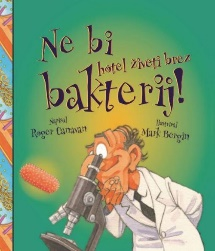 Ne bi
hotel živeti brez
bakterij!
Napisal
Roger Canavan
Ilustriral
Mark Bergin